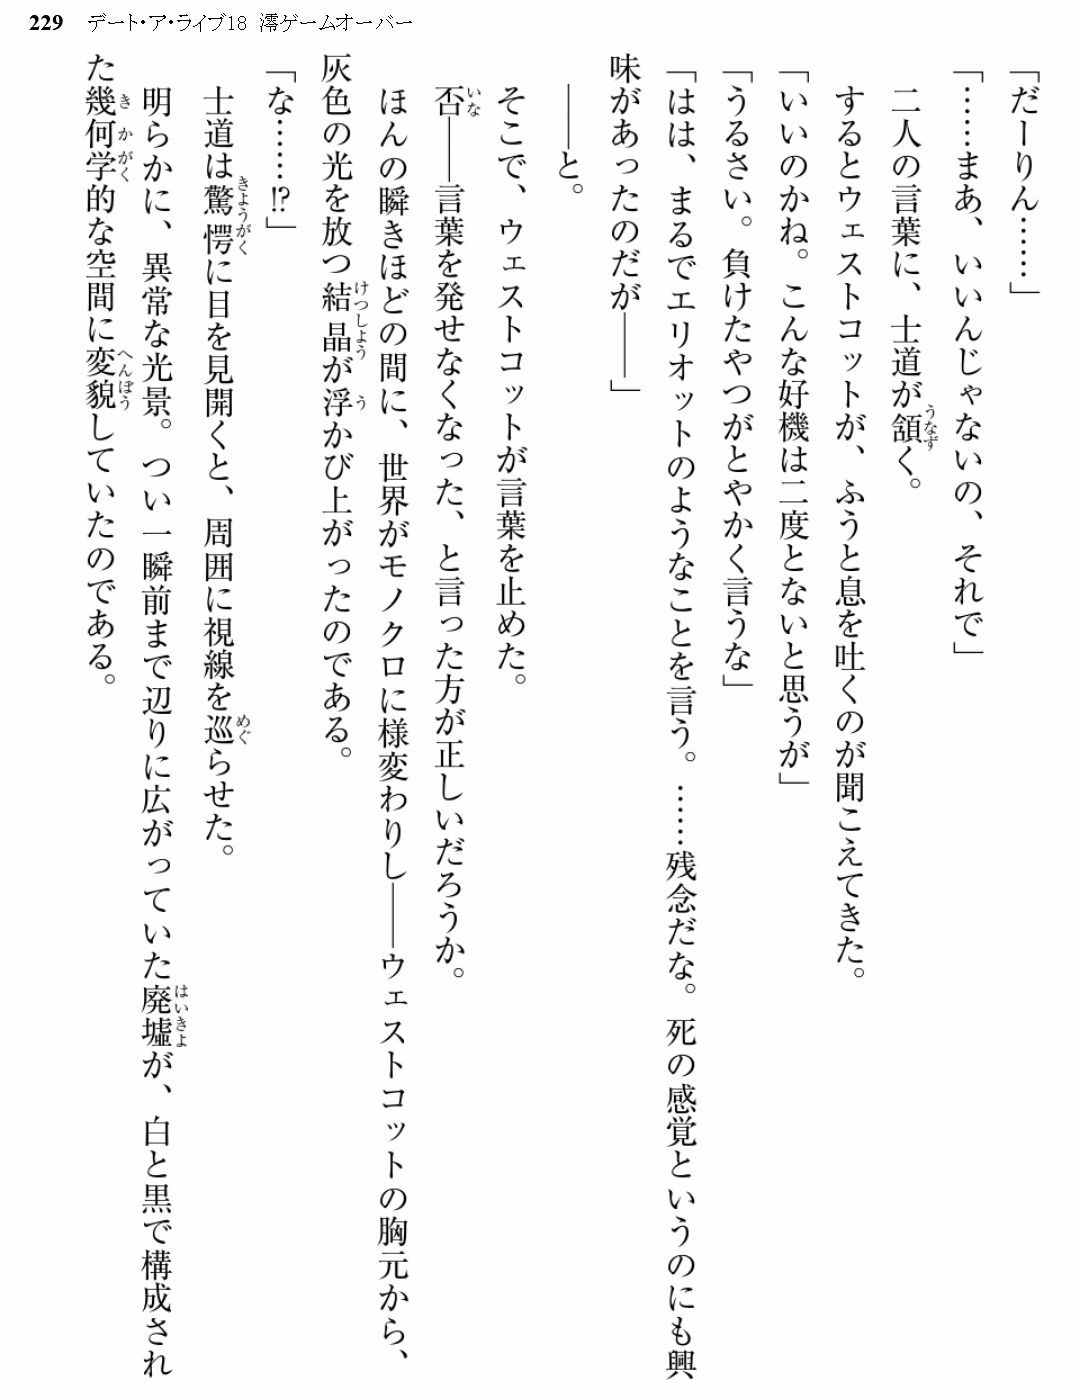 229 デート・ア・ライブ18 澪ゲームオーバー
「だーりん……」
「……まあ、いいんじゃないの、それで」
二人の言葉に、士道が頷く。
するとウェストコットが、ふうと息を吐くのが聞こえてきた。
「いいのかね。こんな好機は二度とないと思うが」
「うるさい。負けたやつがとやかく言うな」
「はは、まるでエリオットのようなことを言う。……残念だな。死の感覚というのにも興
味があったのだが――」
――と。
そこで、ウェストコットが言葉を止めた。
否――言葉を発せなくなった、と言った方が正しいだろうか。
ほんの瞬きほどの間に、世界がモノクロに様変わりし――ウェストコットの胸元から、
灰色の光を放つ結晶が浮かび上がったのである。
「な……!?」
士道は驚愕に目を見開くと、周囲に視線を巡らせた。
明らかに、異常な光景。つい一瞬前まで辺りに広がっていた廃墟が、白と黒で構成され
た幾何学的な空間に変貌していたのである。